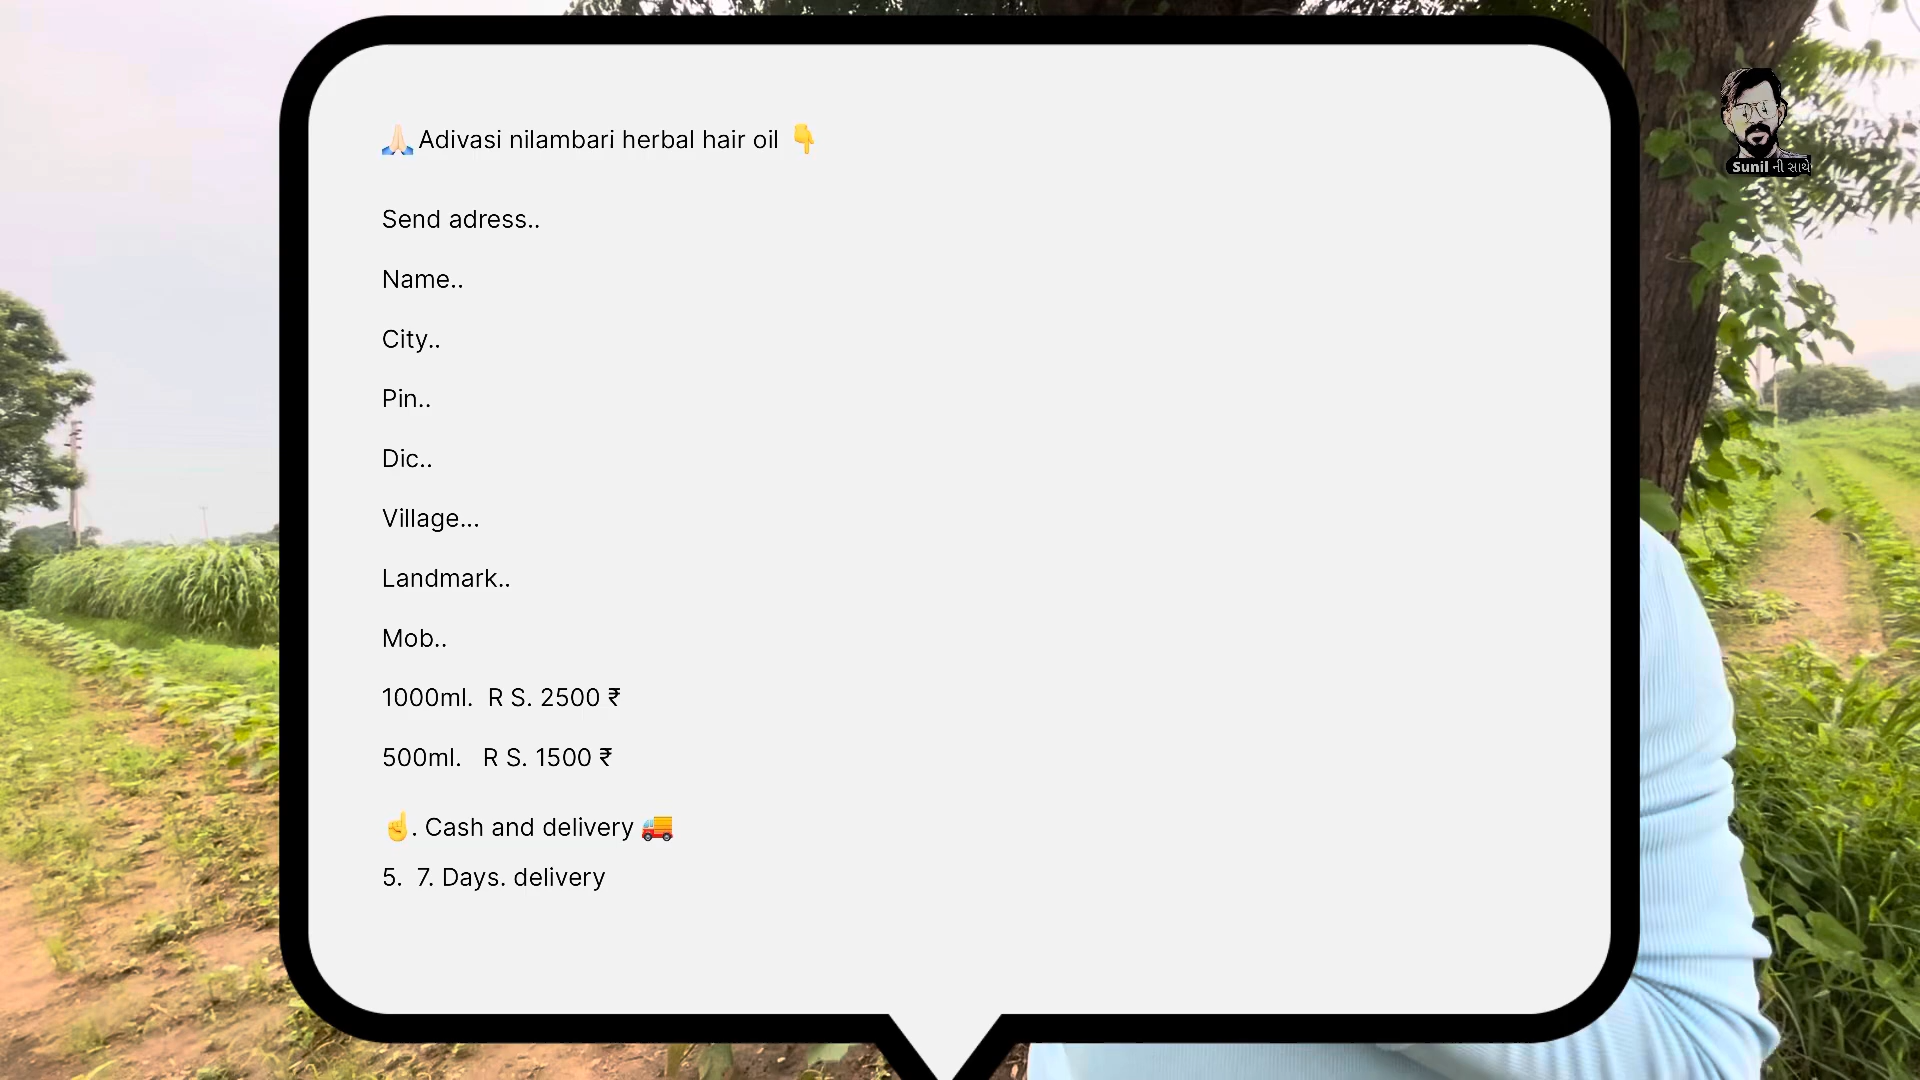 🙏🏻Adivasi nilambari herbal hair oil 👇
Send adress..
Name..
City..
Pin..
Dic..
Village...
Landmark..
Mob..
1000ml.  R S. 2500 ₹
500ml.   R S. 1500 ₹
☝️. Cash and delivery 🚚
5.  7. Days. delivery
Sunil ની સાથે